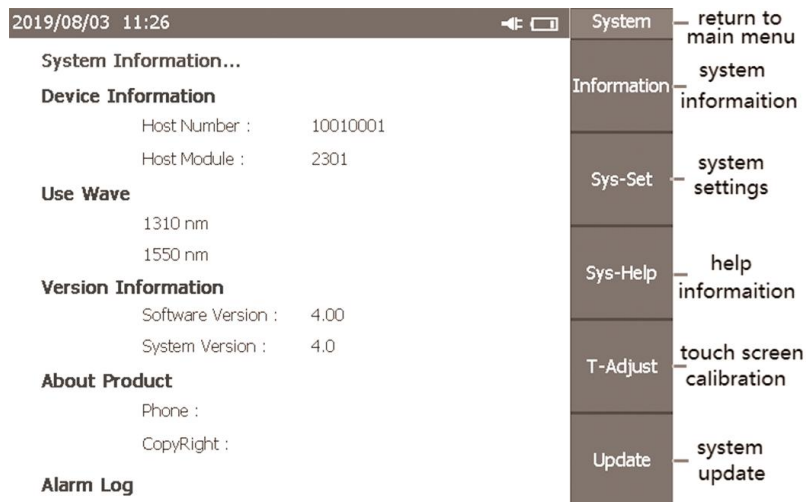 2019/08/03 11:26
System Information...
Device Information
Host Number : 10010001
Host Module : 2301
Use Wave
1310 nm
1550 nm
Version Information
Software Version : 4.00
System Version : 4.0
About Product
Phone :
CopyRight :
Alarm Log
System
Information
Sys-Set
Sys-Help
T-Adjust
Update
return to
main menu
system
informaition
system
settings
help
informaition
touch screen
calibration
system
update